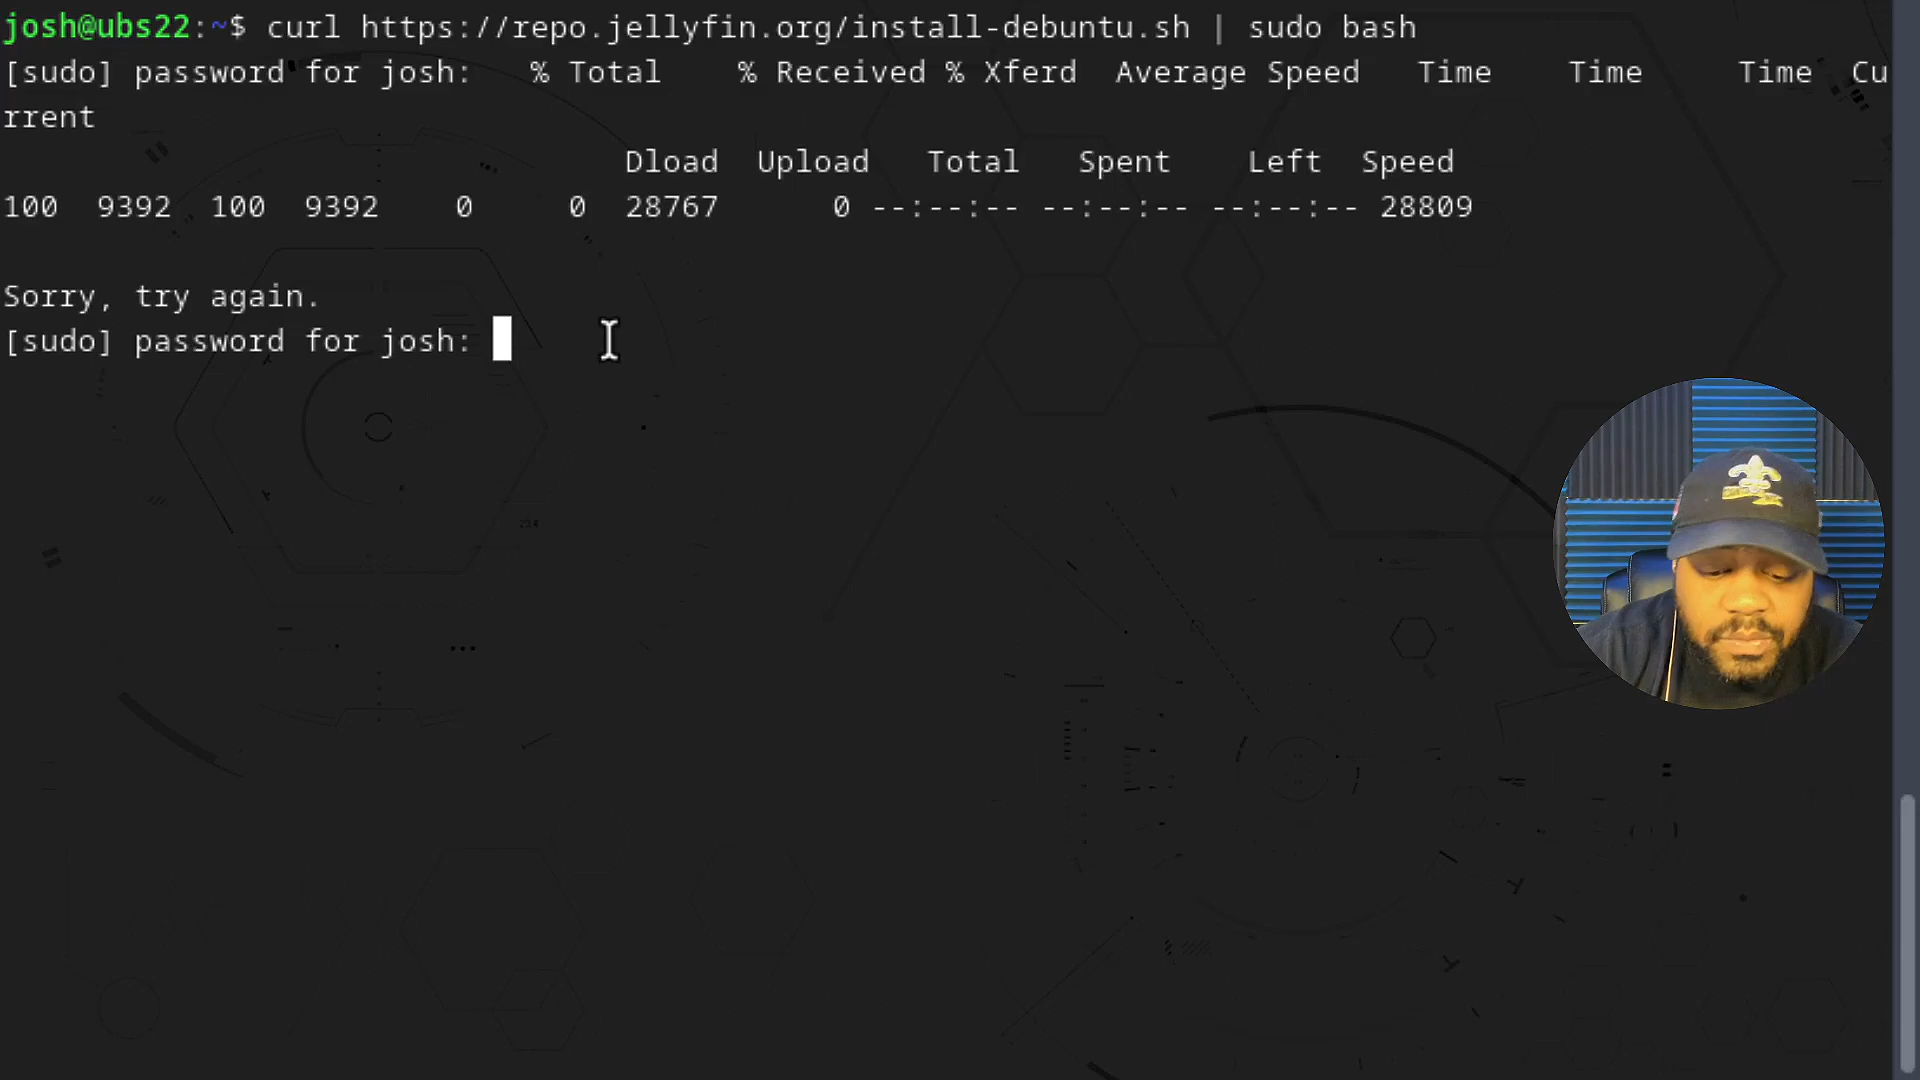 josh@ubs22:~$ curl https://repo.jellyfin.org/install-debuntu.sh | sudo bash
[sudo] password for josh:   % Total    % Received % Xferd  Average Speed   Time    Time     Time  Cu
rrent
                                 Dload  Upload   Total   Spent    Left  Speed
100  9392  100  9392    0     0  28767      0 --:--:-- --:--:-- --:--:-- 28809
Sorry, try again.
[sudo] password for josh: